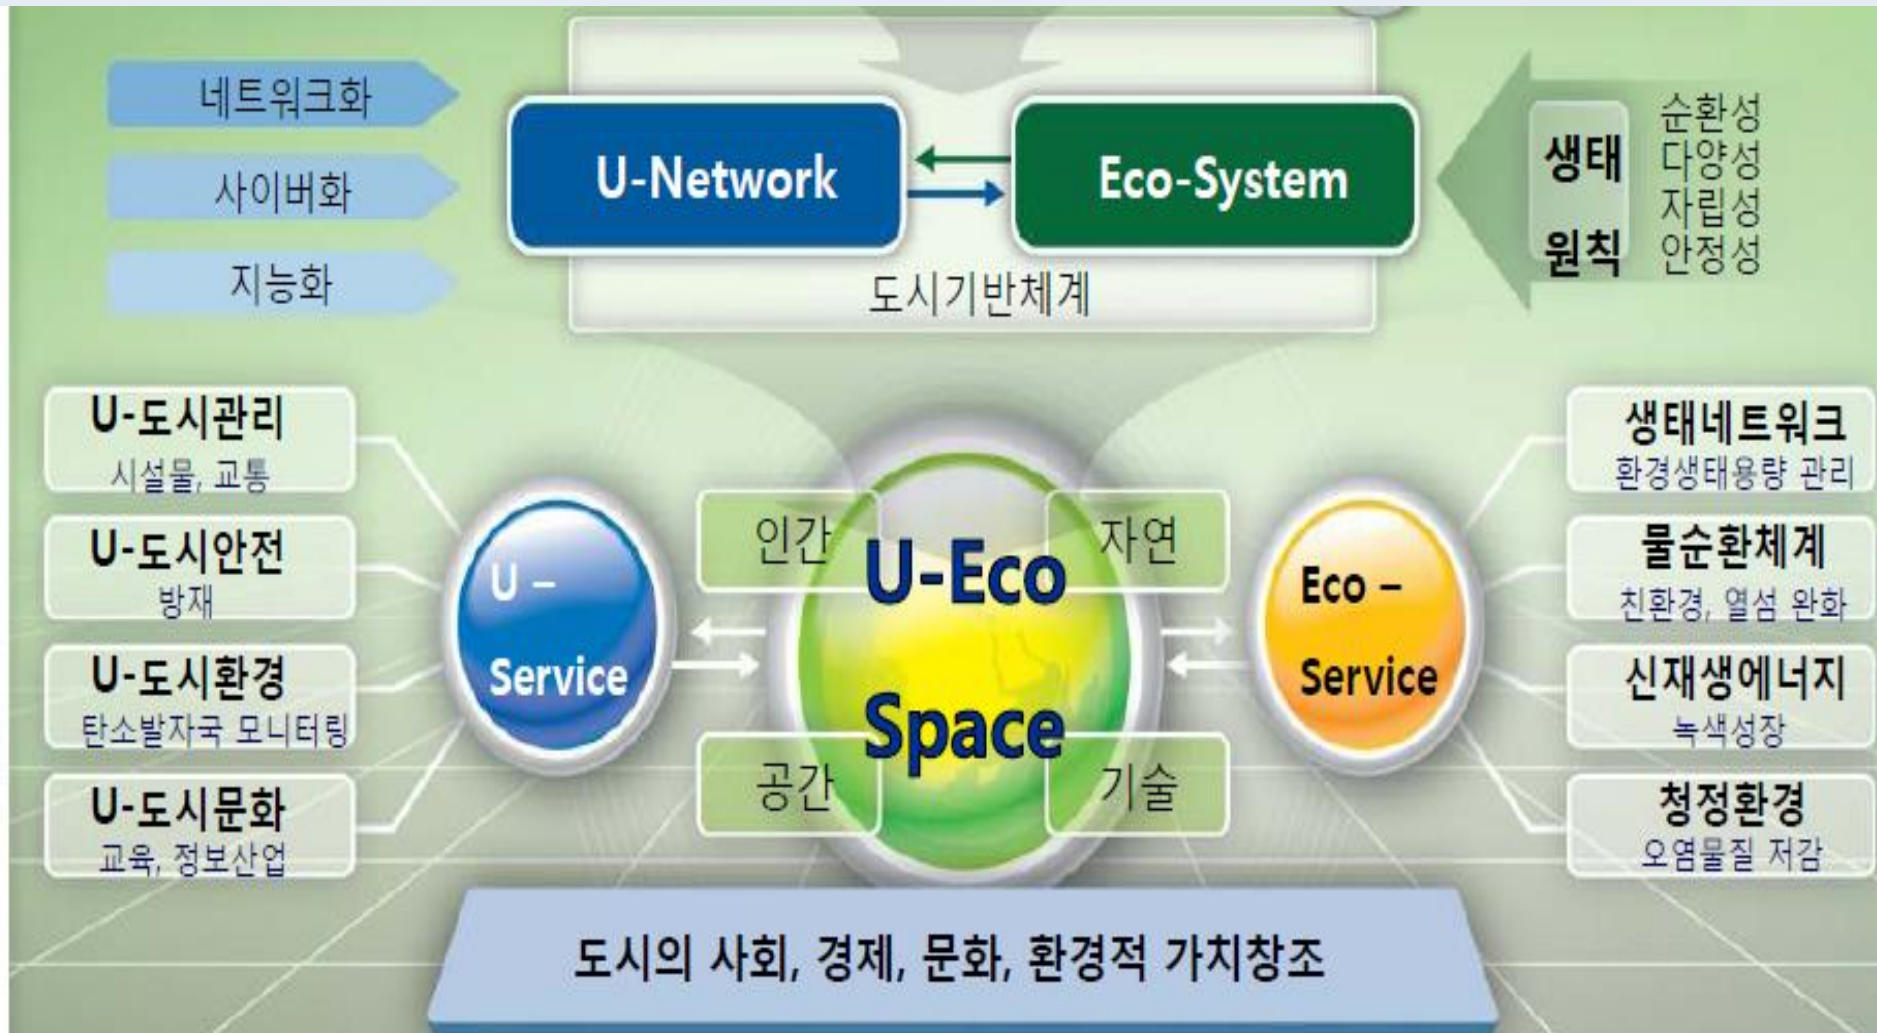 네트워크화
사이버화
지능화
U-Network
Eco-System
도시기반체계
생태
원칙
순환성
다양성
자립성
안정성
U-도시관리
시설물, 교통
U-도시안전
방재
U-도시환경
탄소발자국 모니터링
U-도시문화
교육, 정보산업
U –
Service
인간
자연
U-Eco
Space
공간
기술
Eco –
Service
생태네트워크
환경생태용량 관리
물순환체계
친환경, 열섬 완화
신재생에너지
녹색성장
청정환경
오염물질 저감
도시의 사회, 경제, 문화, 환경적 가치창조